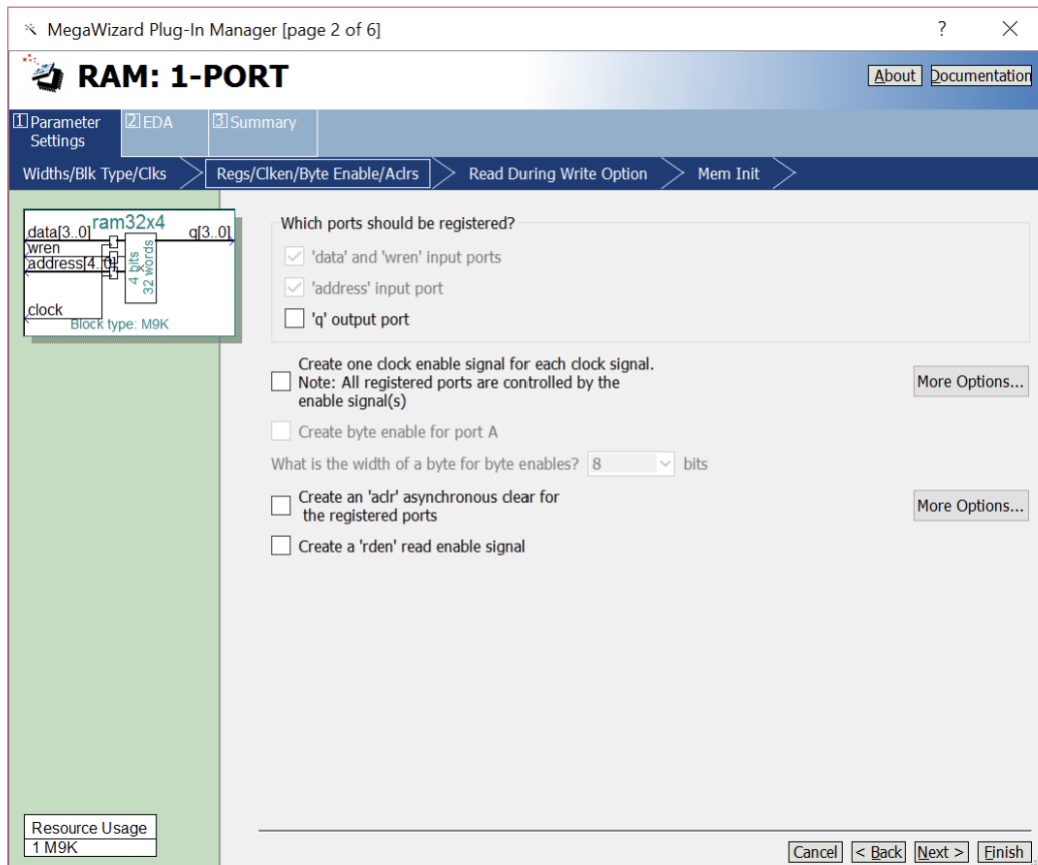 MegaWizard Plug-In Manager [page 2 of 6]
?
RAM: 1-PORT
About
Documentation
1 Parameter
Settings
2 EDA
3 Summary
Widths/Blk Type/Clks
Regs/Clken/Byte Enable/Aclrs
Read During Write Option
Mem Init
ram32x4
data[3..0]
q[3..0]
wren
address[4..0]
clock
4 bits
32 words
Block type: M9K
Which ports should be registered?
'data' and 'wren' input ports
'address' input port
'q' output port
Create one clock enable signal for each clock signal.
Note: All registered ports are controlled by the
enable signal(s)
More Options...
Create byte enable for port A
What is the width of a byte for byte enables? 8 bits
Create an 'aclr' asynchronous clear for
the registered ports
More Options...
Create a 'rden' read enable signal
Resource Usage
1 M9K
Cancel
< Back
Next >
Finish